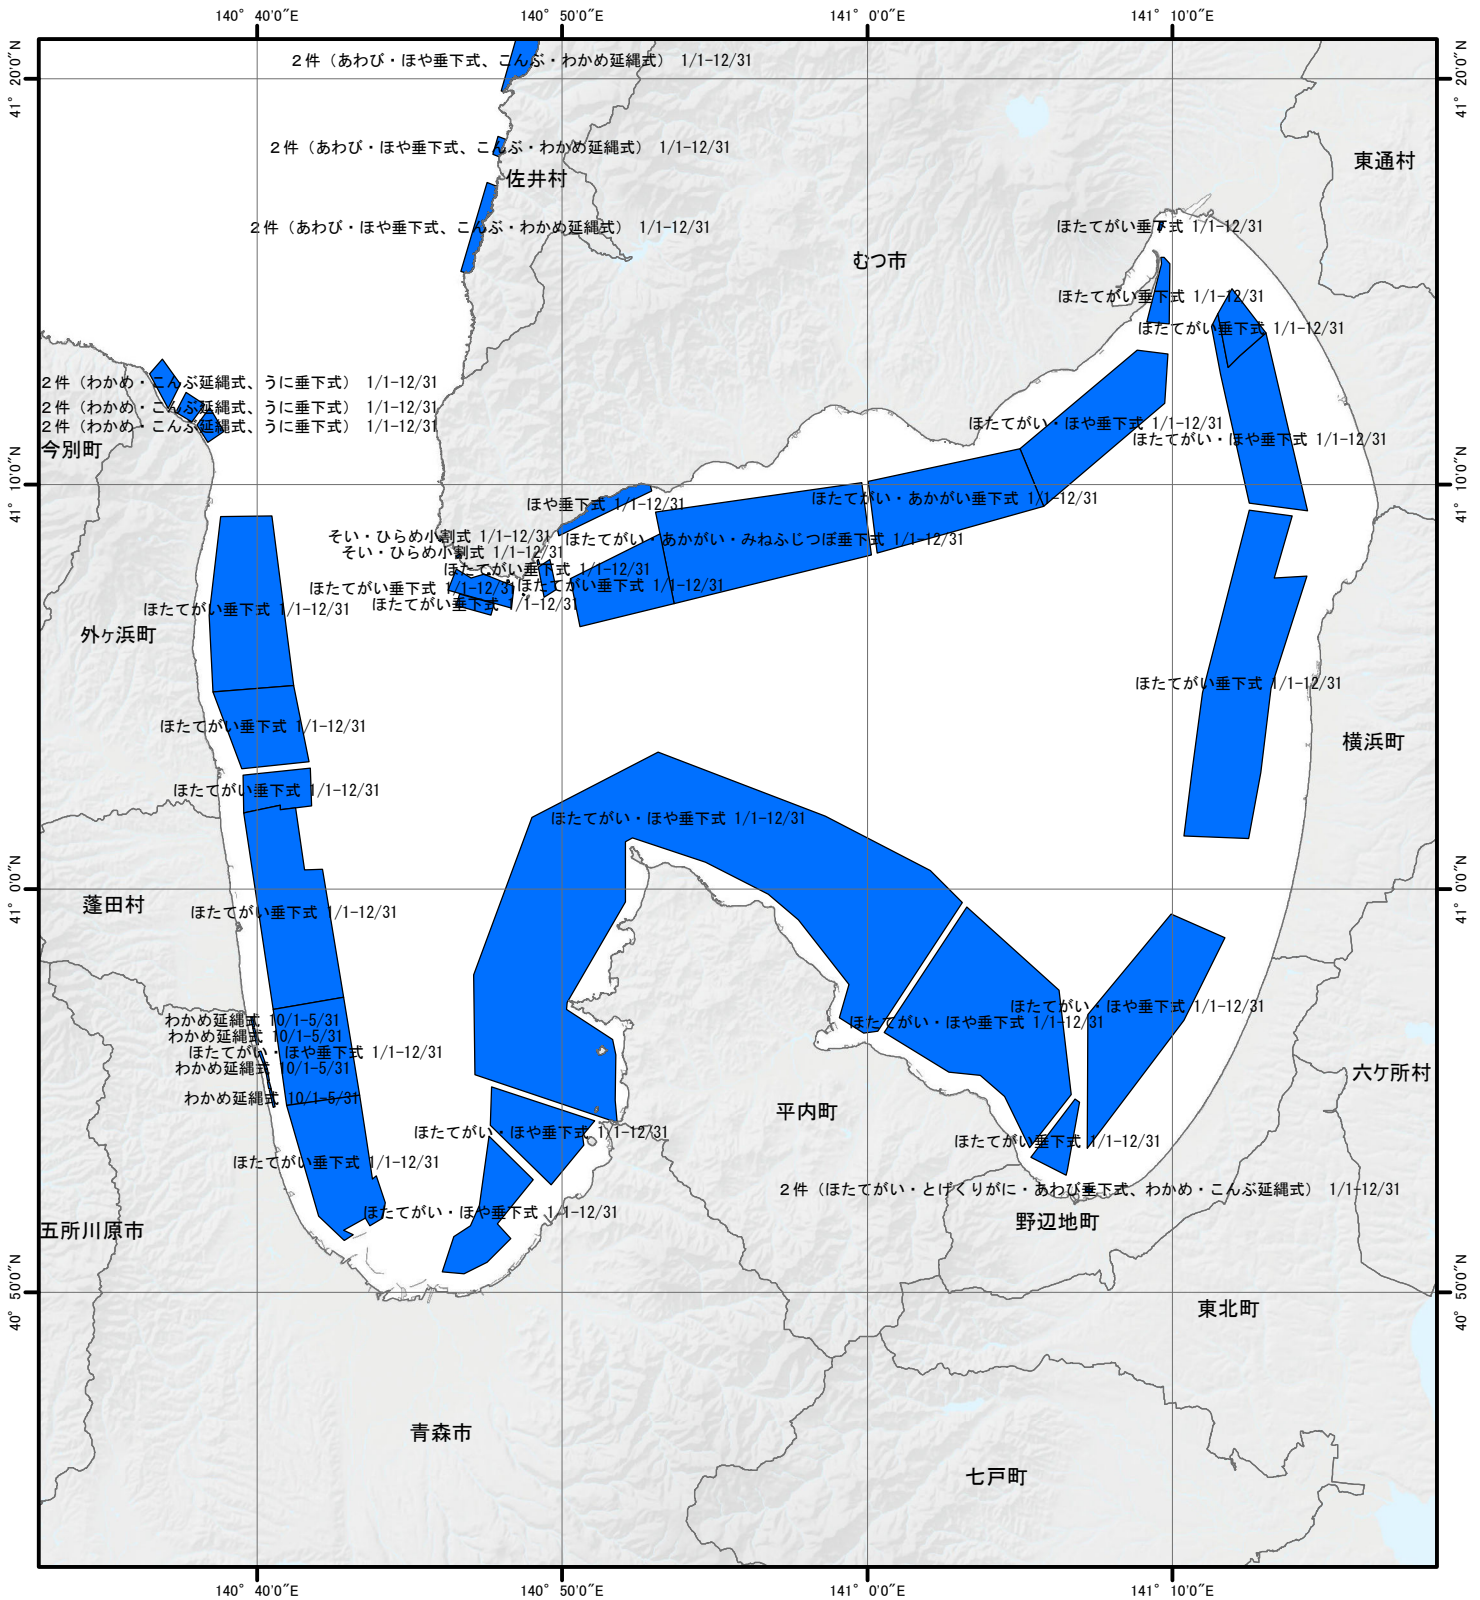 140° 40'0"E
140° 50'0"E
141° 0'0"E
141° 10'0"E
41° 20'0"N
41° 20'0"N
2件（あわび・ほや垂下式、こんぶ・わかめ延縄式） 1/1-12/31
2件（あわび・ほや垂下式、こんぶ・わかめ延縄式） 1/1-12/31
東通村
佐井村
2件（あわび・ほや垂下式、こんぶ・わかめ延縄式） 1/1-12/31
ほたてがい垂下式 1/1-12/31
むつ市
ほたてがい垂下式 1/1-12/31
ほたてがい垂下式 1/1-12/31
2件（わかめ・こんぶ延縄式、うに垂下式） 1/1-12/31
2件（わかめ・こんぶ延縄式、うに垂下式） 1/1-12/31
2件（わかめ・こんぶ延縄式、うに垂下式） 1/1-12/31
ほたてがい・ほや垂下式 1/1-12/31
ほたてがい・ほや垂下式 1/1-12/31
今別町
41° 10'0"N
41° 10'0"N
ほたてがい・あかがい垂下式 1/1-12/31
ほや垂下式 1/1-12/31
そい・ひらめ小割式 1/1-12/31
ほたてがい・あかがい・みねふじつぼ垂下式 1/1-12/31
そい・ひらめ小割式 1/1-12/31
ほたてがい垂下式 1/1-12/31
ほたてがい垂下式 1/1-12/31
ほたてがい垂下式 1/1-12/31
ほたてがい垂下式 1/1-12/31
ほたてがい垂下式 1/1-12/31
外ヶ浜町
ほたてがい垂下式 1/1-12/31
ほたてがい垂下式 1/1-12/31
横浜町
ほたてがい垂下式 1/1-12/31
ほたてがい・ほや垂下式 1/1-12/31
41° 0'0"N
41° 0'0"N
蓬田村
ほたてがい垂下式 1/1-12/31
ほたてがい・ほや垂下式 1/1-12/31
わかめ延縄式 10/1-5/31
ほたてがい・ほや垂下式 1/1-12/31
わかめ延縄式 10/1-5/31
ほたてがい・ほや垂下式 1/1-12/31
わかめ延縄式 10/1-5/31
六ケ所村
わかめ延縄式 10/1-5/31
平内町
ほたてがい・ほや垂下式 1/1-12/31
ほたてがい垂下式 1/1-12/31
ほたてがい垂下式 1/1-12/31
2件（ほたてがい・とげくりがに・あわび垂下式、わかめ・こんぶ延縄式） 1/1-12/31
ほたてがい・ほや垂下式 1/1-12/31
野辺地町
五所川原市
40° 50'0"N
40° 50'0"N
東北町
青森市
七戸町
140° 40'0"E
140° 50'0"E
141° 0'0"E
141° 10'0"E